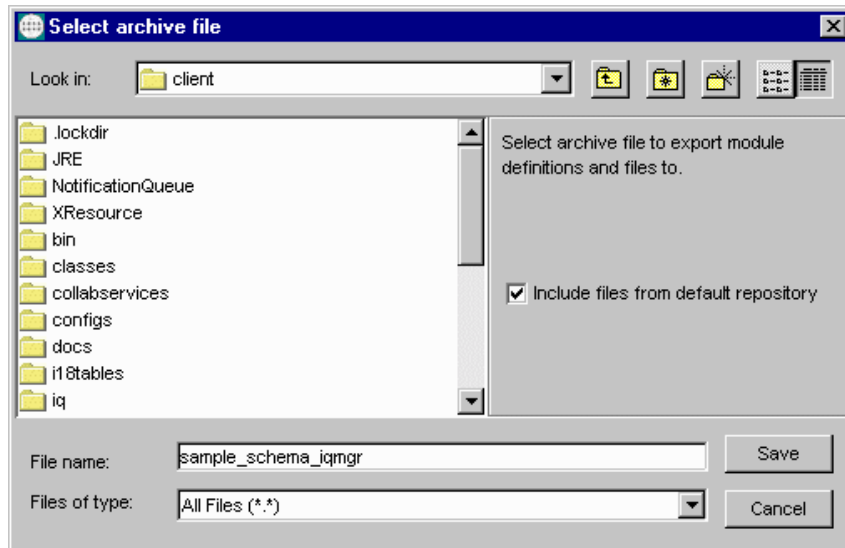 Select archive file
Look in:
client
.lockdir
JRE
NotificationQueue
XResource
bin
classes
collabservices
configs
docs
i18tables
iq
Select archive file to export module
definitions and files to.
Include files from default repository
File name:
sample_schema_iqmgr
Save
Files of type:
All Files (*.*)
Cancel